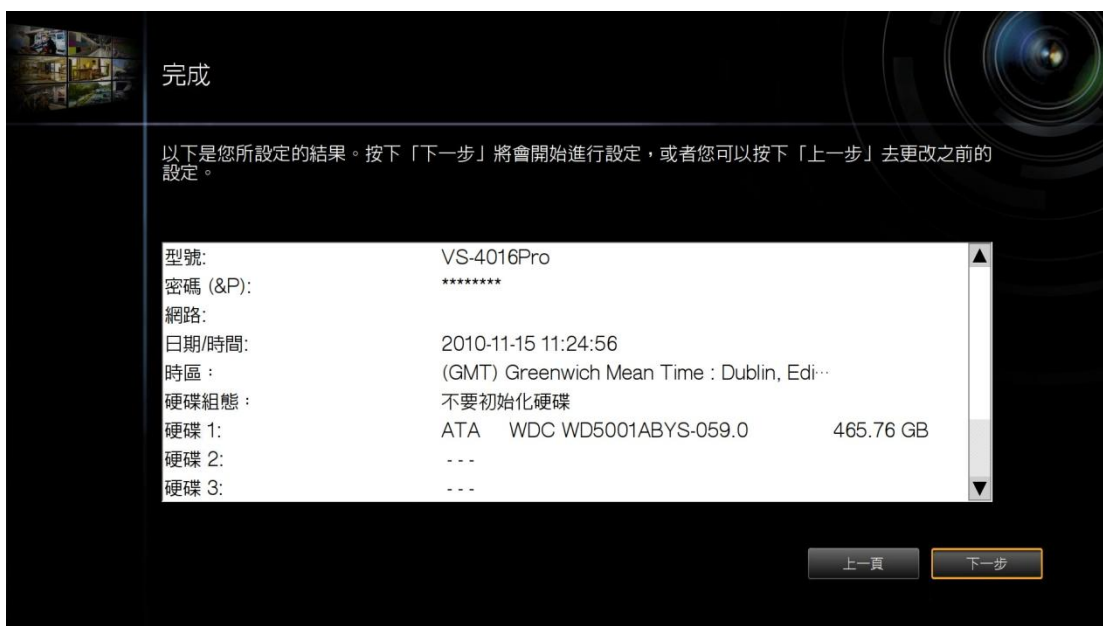 完成
以下是您所設定的結果。按下「下一步」將會開始進行設定，或者您可以按下「上一步」去更改之前的
設定。
型號: VS-4016Pro
密碼 (&P): ********
網路:
日期/時間: 2010-11-15 11:24:56
時區： (GMT) Greenwich Mean Time : Dublin, Edi…
硬碟組態： 不要初始化硬碟
硬碟 1: ATA WDC WD5001ABYS-059.0 465.76 GB
硬碟 2: - - -
硬碟 3: - - -
上一頁 下一步